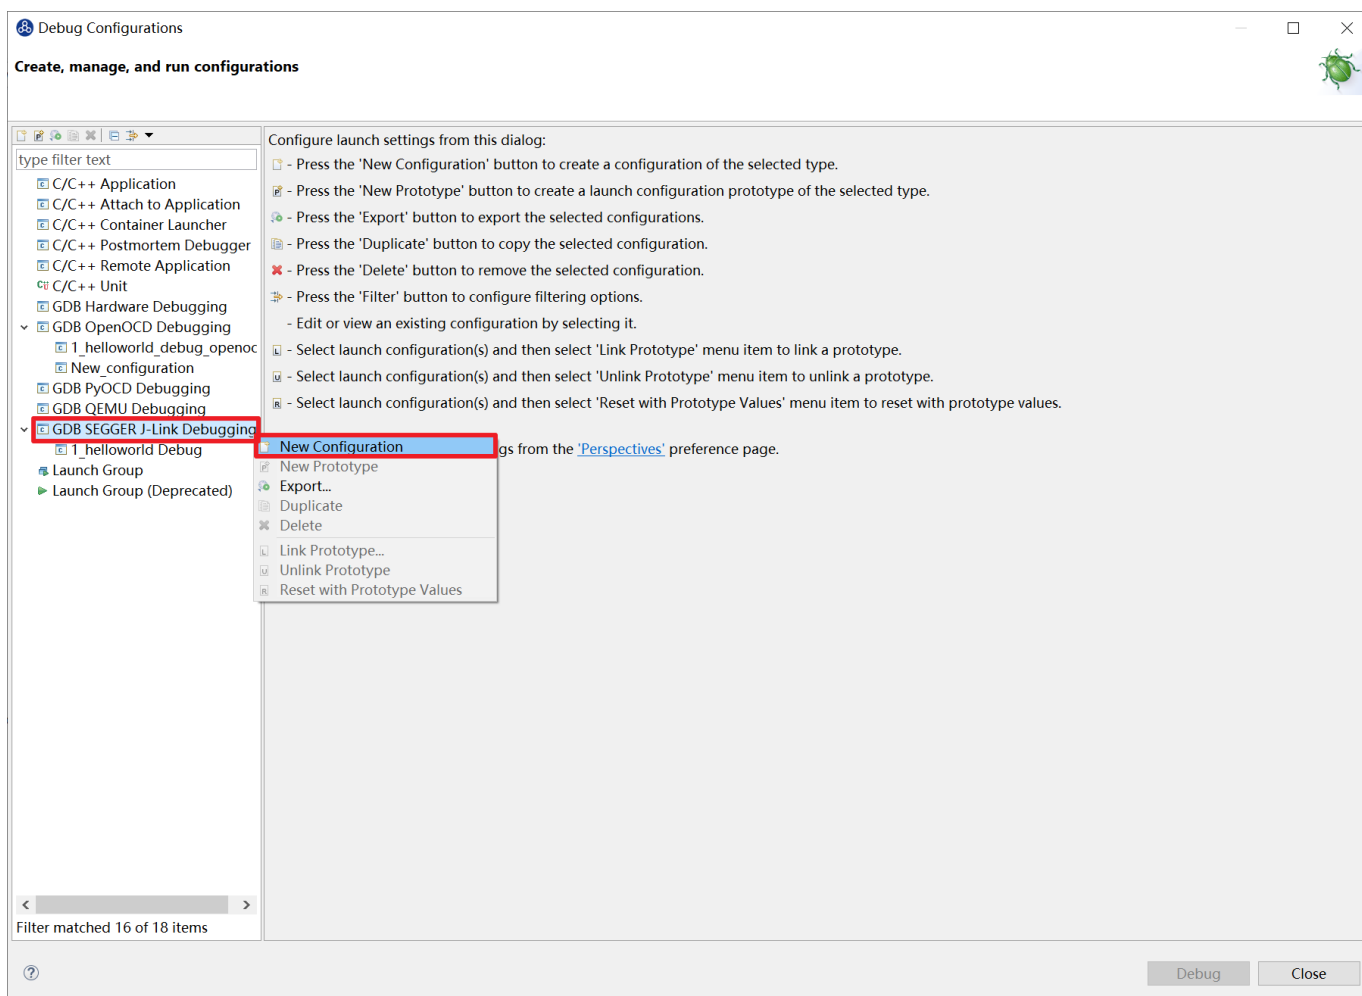 Debug Configurations
Create, manage, and run configurations
type filter text
C/C++ Application
C/C++ Attach to Application
C/C++ Container Launcher
C/C++ Postmortem Debugger
C/C++ Remote Application
C/C++ Unit
GDB Hardware Debugging
GDB OpenOCD Debugging
1_helloworld_debug_openoc
New_configuration
GDB PyOCD Debugging
GDB QEMU Debugging
GDB SEGGER J-Link Debugging
1_helloworld Debug
Launch Group
Launch Group (Deprecated)
Filter matched 16 of 18 items
Configure launch settings from this dialog:
- Press the 'New Configuration' button to create a configuration of the selected type.
- Press the 'New Prototype' button to create a launch configuration prototype of the selected type.
- Press the 'Export' button to export the selected configurations.
- Press the 'Duplicate' button to copy the selected configuration.
- Press the 'Delete' button to remove the selected configuration.
- Press the 'Filter' button to configure filtering options.
- Edit or view an existing configuration by selecting it.
- Select launch configuration(s) and then select 'Link Prototype' menu item to link a prototype.
- Select launch configuration(s) and then select 'Unlink Prototype' menu item to unlink a prototype.
- Select launch configuration(s) and then select 'Reset with Prototype Values' menu item to reset with prototype values.
gs from the 'Perspectives' preference page.
New Configuration
New Prototype
Export...
Duplicate
Delete
Link Prototype...
Unlink Prototype
Reset with Prototype Values
Debug
Close